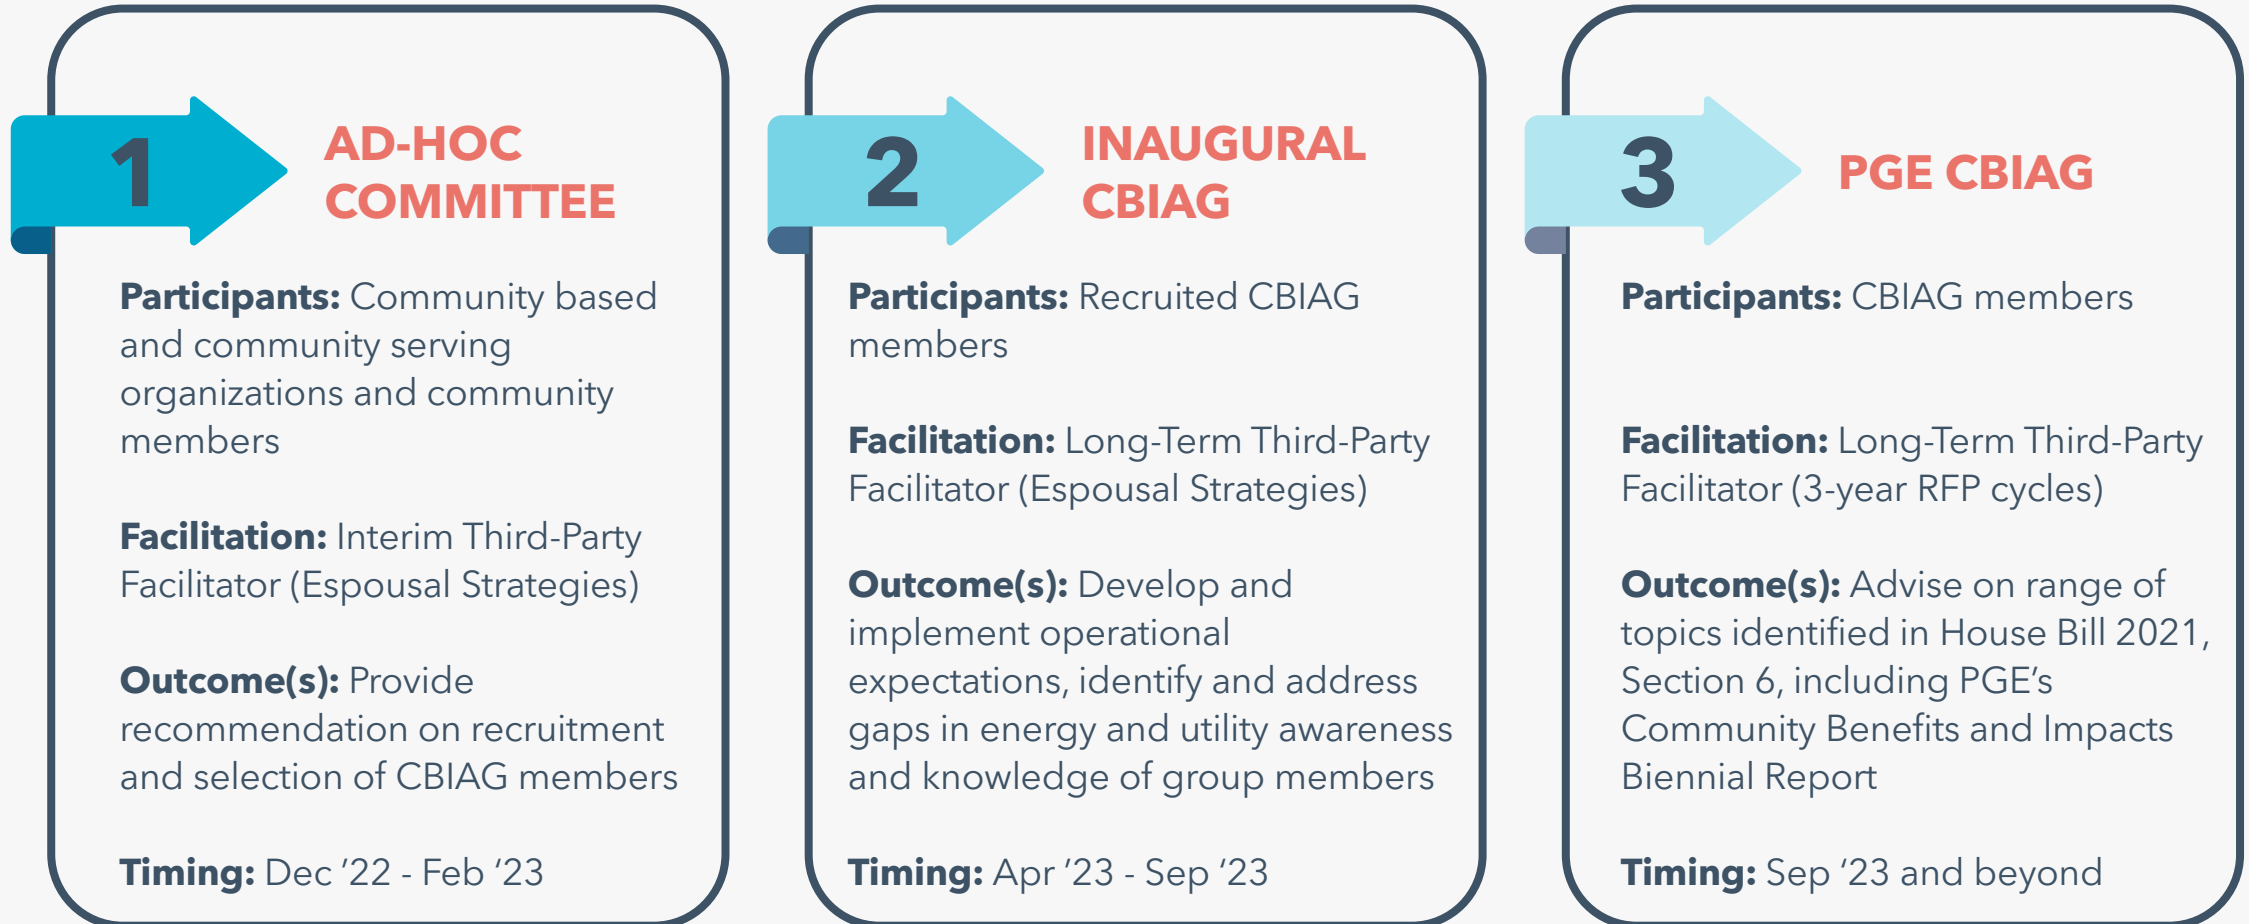 1
AD-HOC
COMMITTEE
Participants: Community based
and community serving
organizations and community
members
Facilitation: Interim Third-Party
Facilitator (Espousal Strategies)
Outcome(s): Provide
recommendation on recruitment
and selection of CBIAG members
Timing: Dec ’22 - Feb ‘23
2
INAUGURAL
CBIAG
Participants: Recruited CBIAG
members
Facilitation: Long-Term Third-Party
Facilitator (Espousal Strategies)
Outcome(s): Develop and
implement operational
expectations, identify and address
gaps in energy and utility awareness
and knowledge of group members
Timing: Apr ‘23 - Sep ‘23
3
PGE CBIAG
Participants: CBIAG members
Facilitation: Long-Term Third-Party
Facilitator (3-year RFP cycles)
Outcome(s): Advise on range of
topics identified in House Bill 2021,
Section 6, including PGE’s
Community Benefits and Impacts
Biennial Report
Timing: Sep ‘23 and beyond